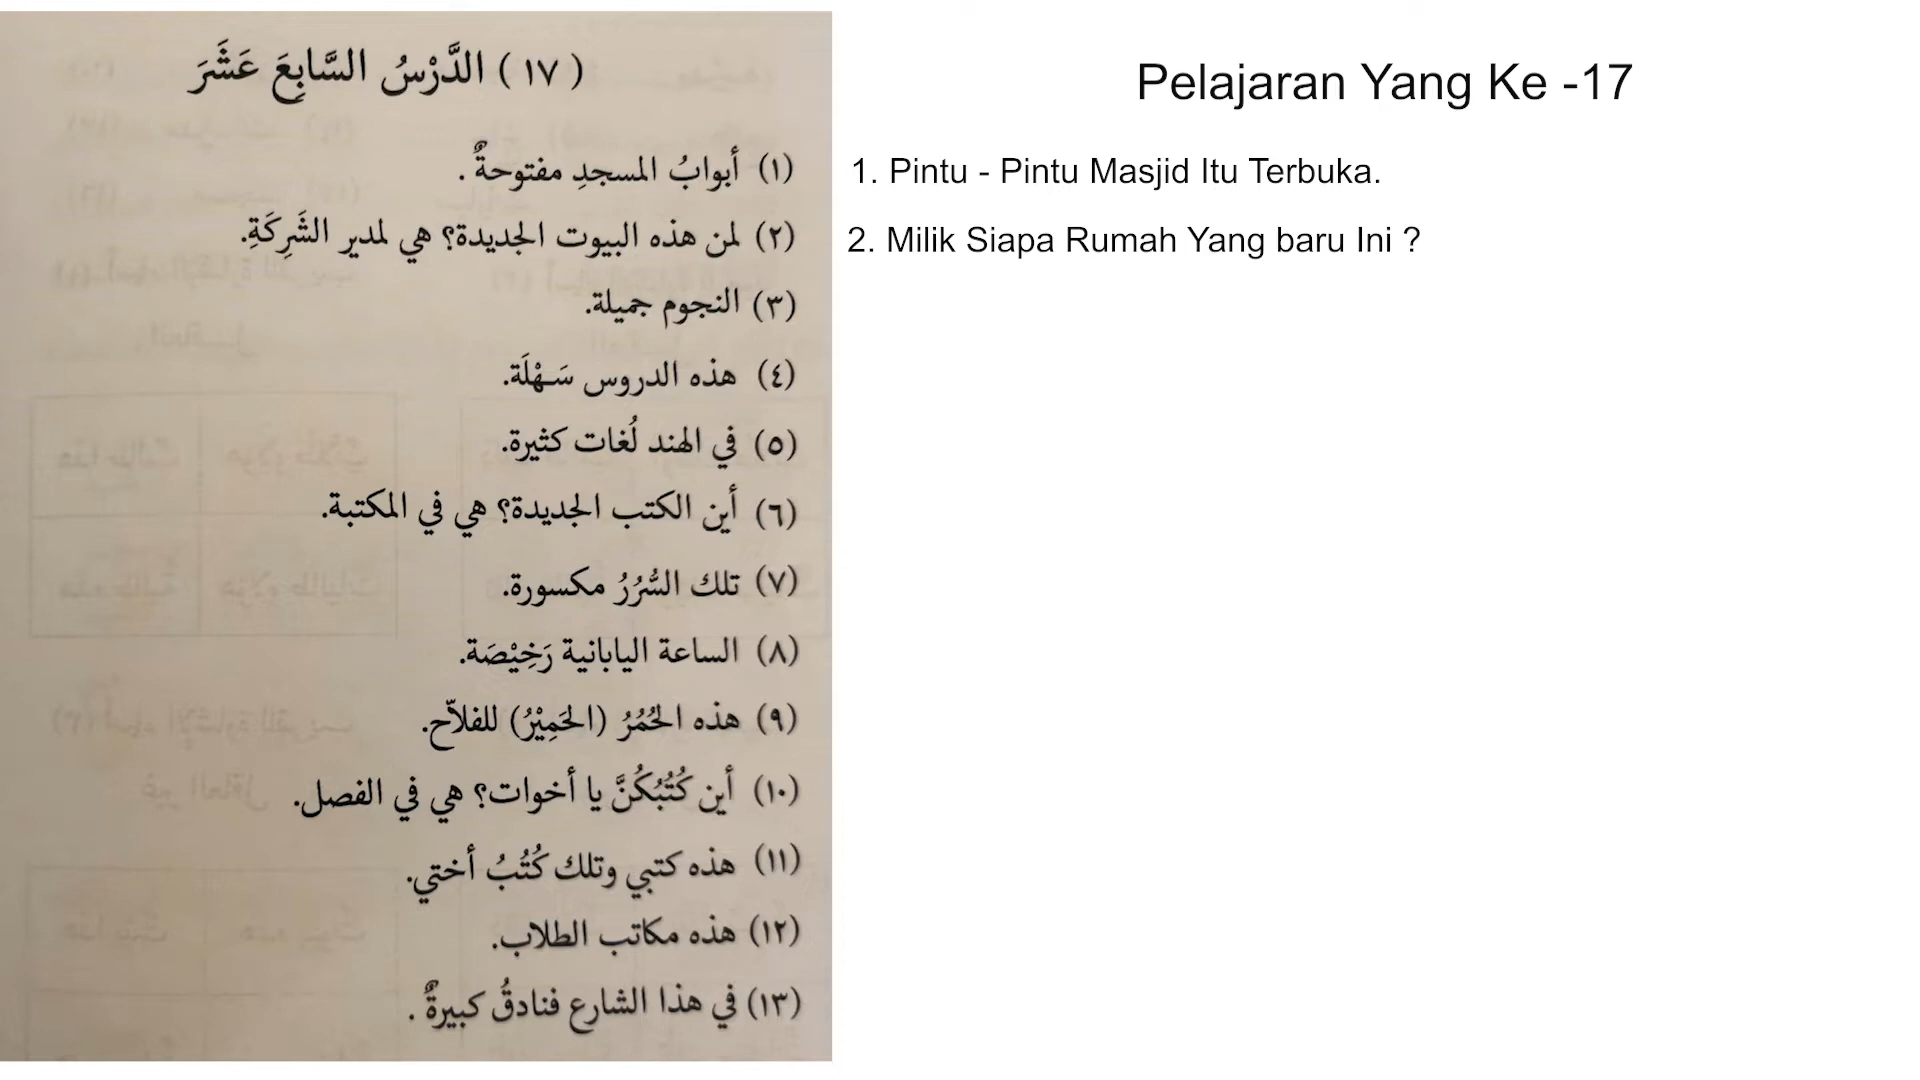 (١٧) الدَّرْسُ السَّابِعَ عَشَرَ
(١) أبوابُ المسجدِ مفتوحةٌ .
(٢) لمن هذه البيوت الجديدة؟ هي لمدير الشَّرِكَةِ.
(٣) النجوم جميلة.
(٤) هذه الدروس سَهْلَة.
(٥) في الهند لُغات كثيرة.
(٦) أين الكتب الجديدة؟ هي في المكتبة.
(٧) تلك السُّرُرُ مكسورة.
(٨) الساعة اليابانية رَخِيْصَة.
(٩) هذه الحُمُرُ (الحَمِيْرُ) للفلاّح.
(١٠) أين كُتُبُكُنَّ يا أخوات؟ هي في الفصل.
(١١) هذه كتبي وتلك كُتُبُ أختي.
(١٢) هذه مكاتب الطلاب.
(١٣) في هذا الشارع فنادقُ كبيرةٌ .
Pelajaran Yang Ke -17
1. Pintu - Pintu Masjid Itu Terbuka.
2. Milik Siapa Rumah Yang baru Ini ?